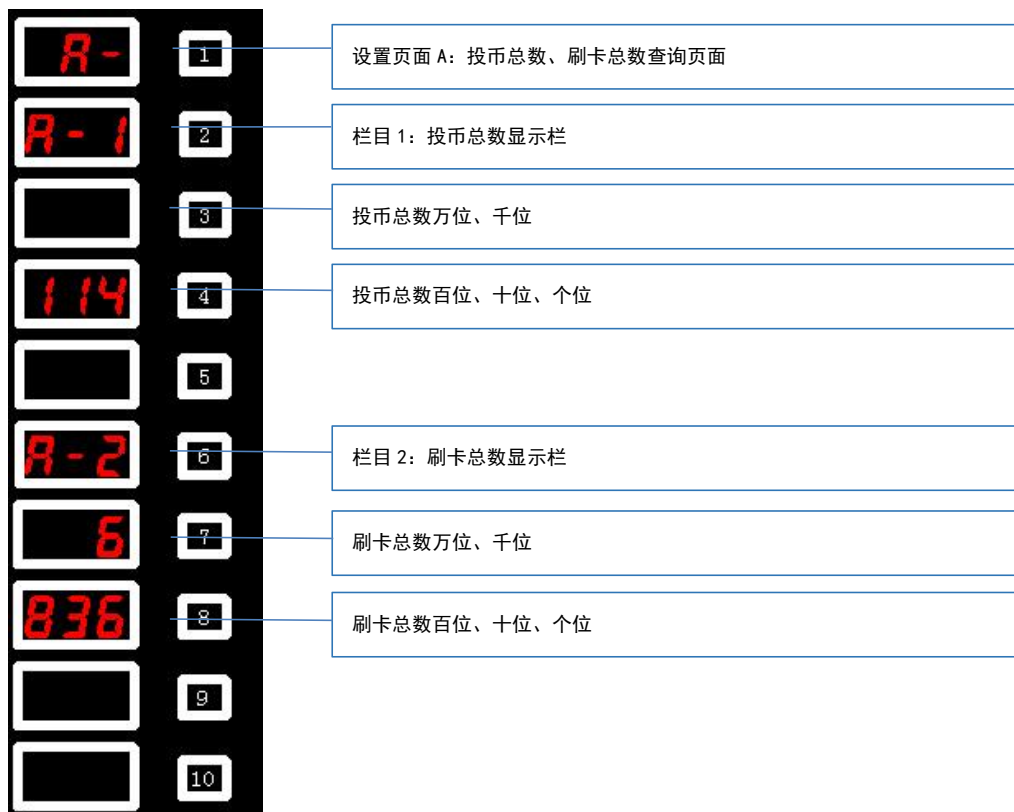 A- 1 设置页面 A：投币总数、刷卡总数查询页面
A-1 2 栏目 1：投币总数显示栏
3 投币总数万位、千位
114 4 投币总数百位、十位、个位
5
A-2 6 栏目 2：刷卡总数显示栏
6 7 刷卡总数万位、千位
836 8 刷卡总数百位、十位、个位
9
10